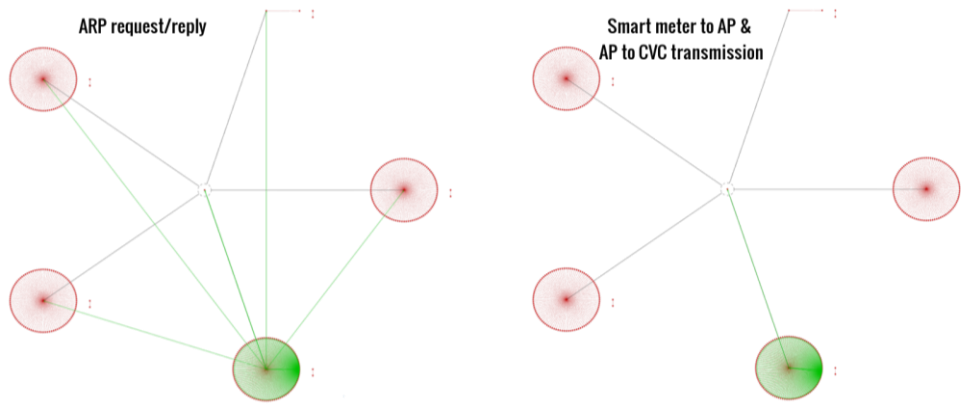 ARP request/reply
Smart meter to AP &
AP to CVC transmission